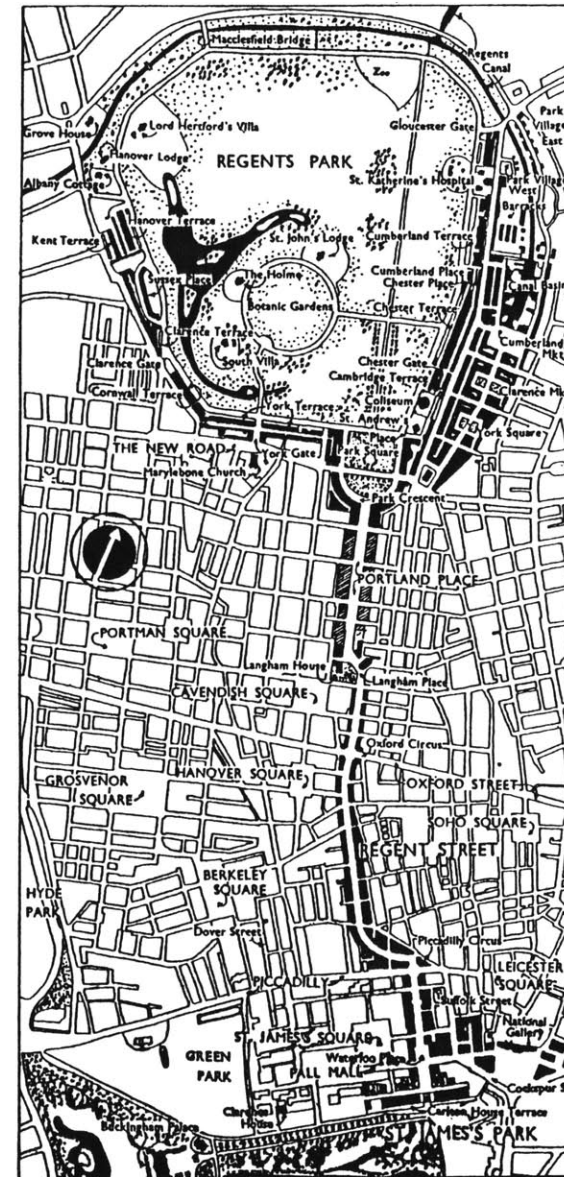 Macclesfield Bridge
Regents
Canal
Zoo
Park
Village
East
Grove House
Lord Hertford's Villa
Gloucester Gate
Hanover Lodge
REGENTS PARK
Albany Cottage
St. Katherine's Hospital
Park Village
West
Barracks
Hanover Terrace
Kent Terrace
St. John's Lodge
Cumberland Terrace
Sussex Place
The Holme
Cumberland Place
Chester Place
Canal Basin
Botanic Gardens
Chester Terrace
Clarence Terrace
Cumberland
Mkt
South Villa
Chester Gate
Clarence Gate
Cambridge Terrace
Clarence Mk
Cornwall Terrace
Coliseum
York Terrace
St. Andrew's
Place
York Square
THE NEW ROAD
York Gate
Park Square
Marylebone Church
Park Crescent
PORTLAND PLACE
PORTMAN SQUARE
Langham House
Langham Place
CAVENDISH SQUARE
Oxford Circus
HANOVER SQUARE
OXFORD STREET
GROSVENOR
SQUARE
SOHO SQUARE
REGENT STREET
BERKELEY
SQUARE
HYDE
PARK
Dover Street
Piccadilly Circus
PICCADILLY
LEICESTER
SQUARE
Suffolk Street
National
Gallery
ST. JAMES'S SQUARE
GREEN
PARK
Waterloo Place
PALL MALL
Cockspur S
Clarence
House
Carlton House Terrace
Buckingham Palace
ST. JAMES'S PARK